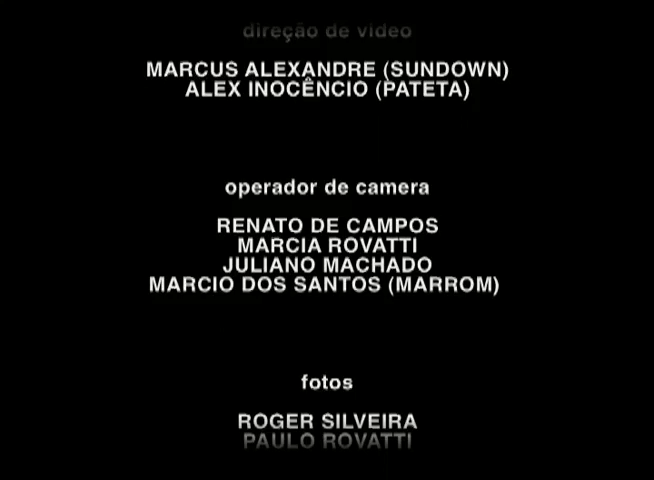 direção de video
MARCUS ALEXANDRE (SUNDOWN)
ALEX INOCÊNCIO (PATETA)
operador de camera
RENATO DE CAMPOS
MARCIA ROVATTI
JULIANO MACHADO
MARCIO DOS SANTOS (MARROM)
fotos
ROGER SILVEIRA
PAULO ROVATTI